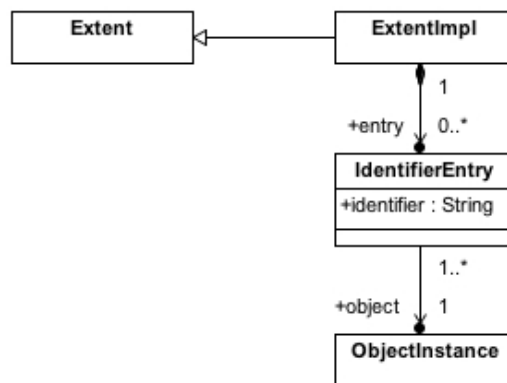 Extent
ExtentImpl
1
+entry 0..*
IdentifierEntry
+identifier : String
1..*
+object 1
ObjectInstance